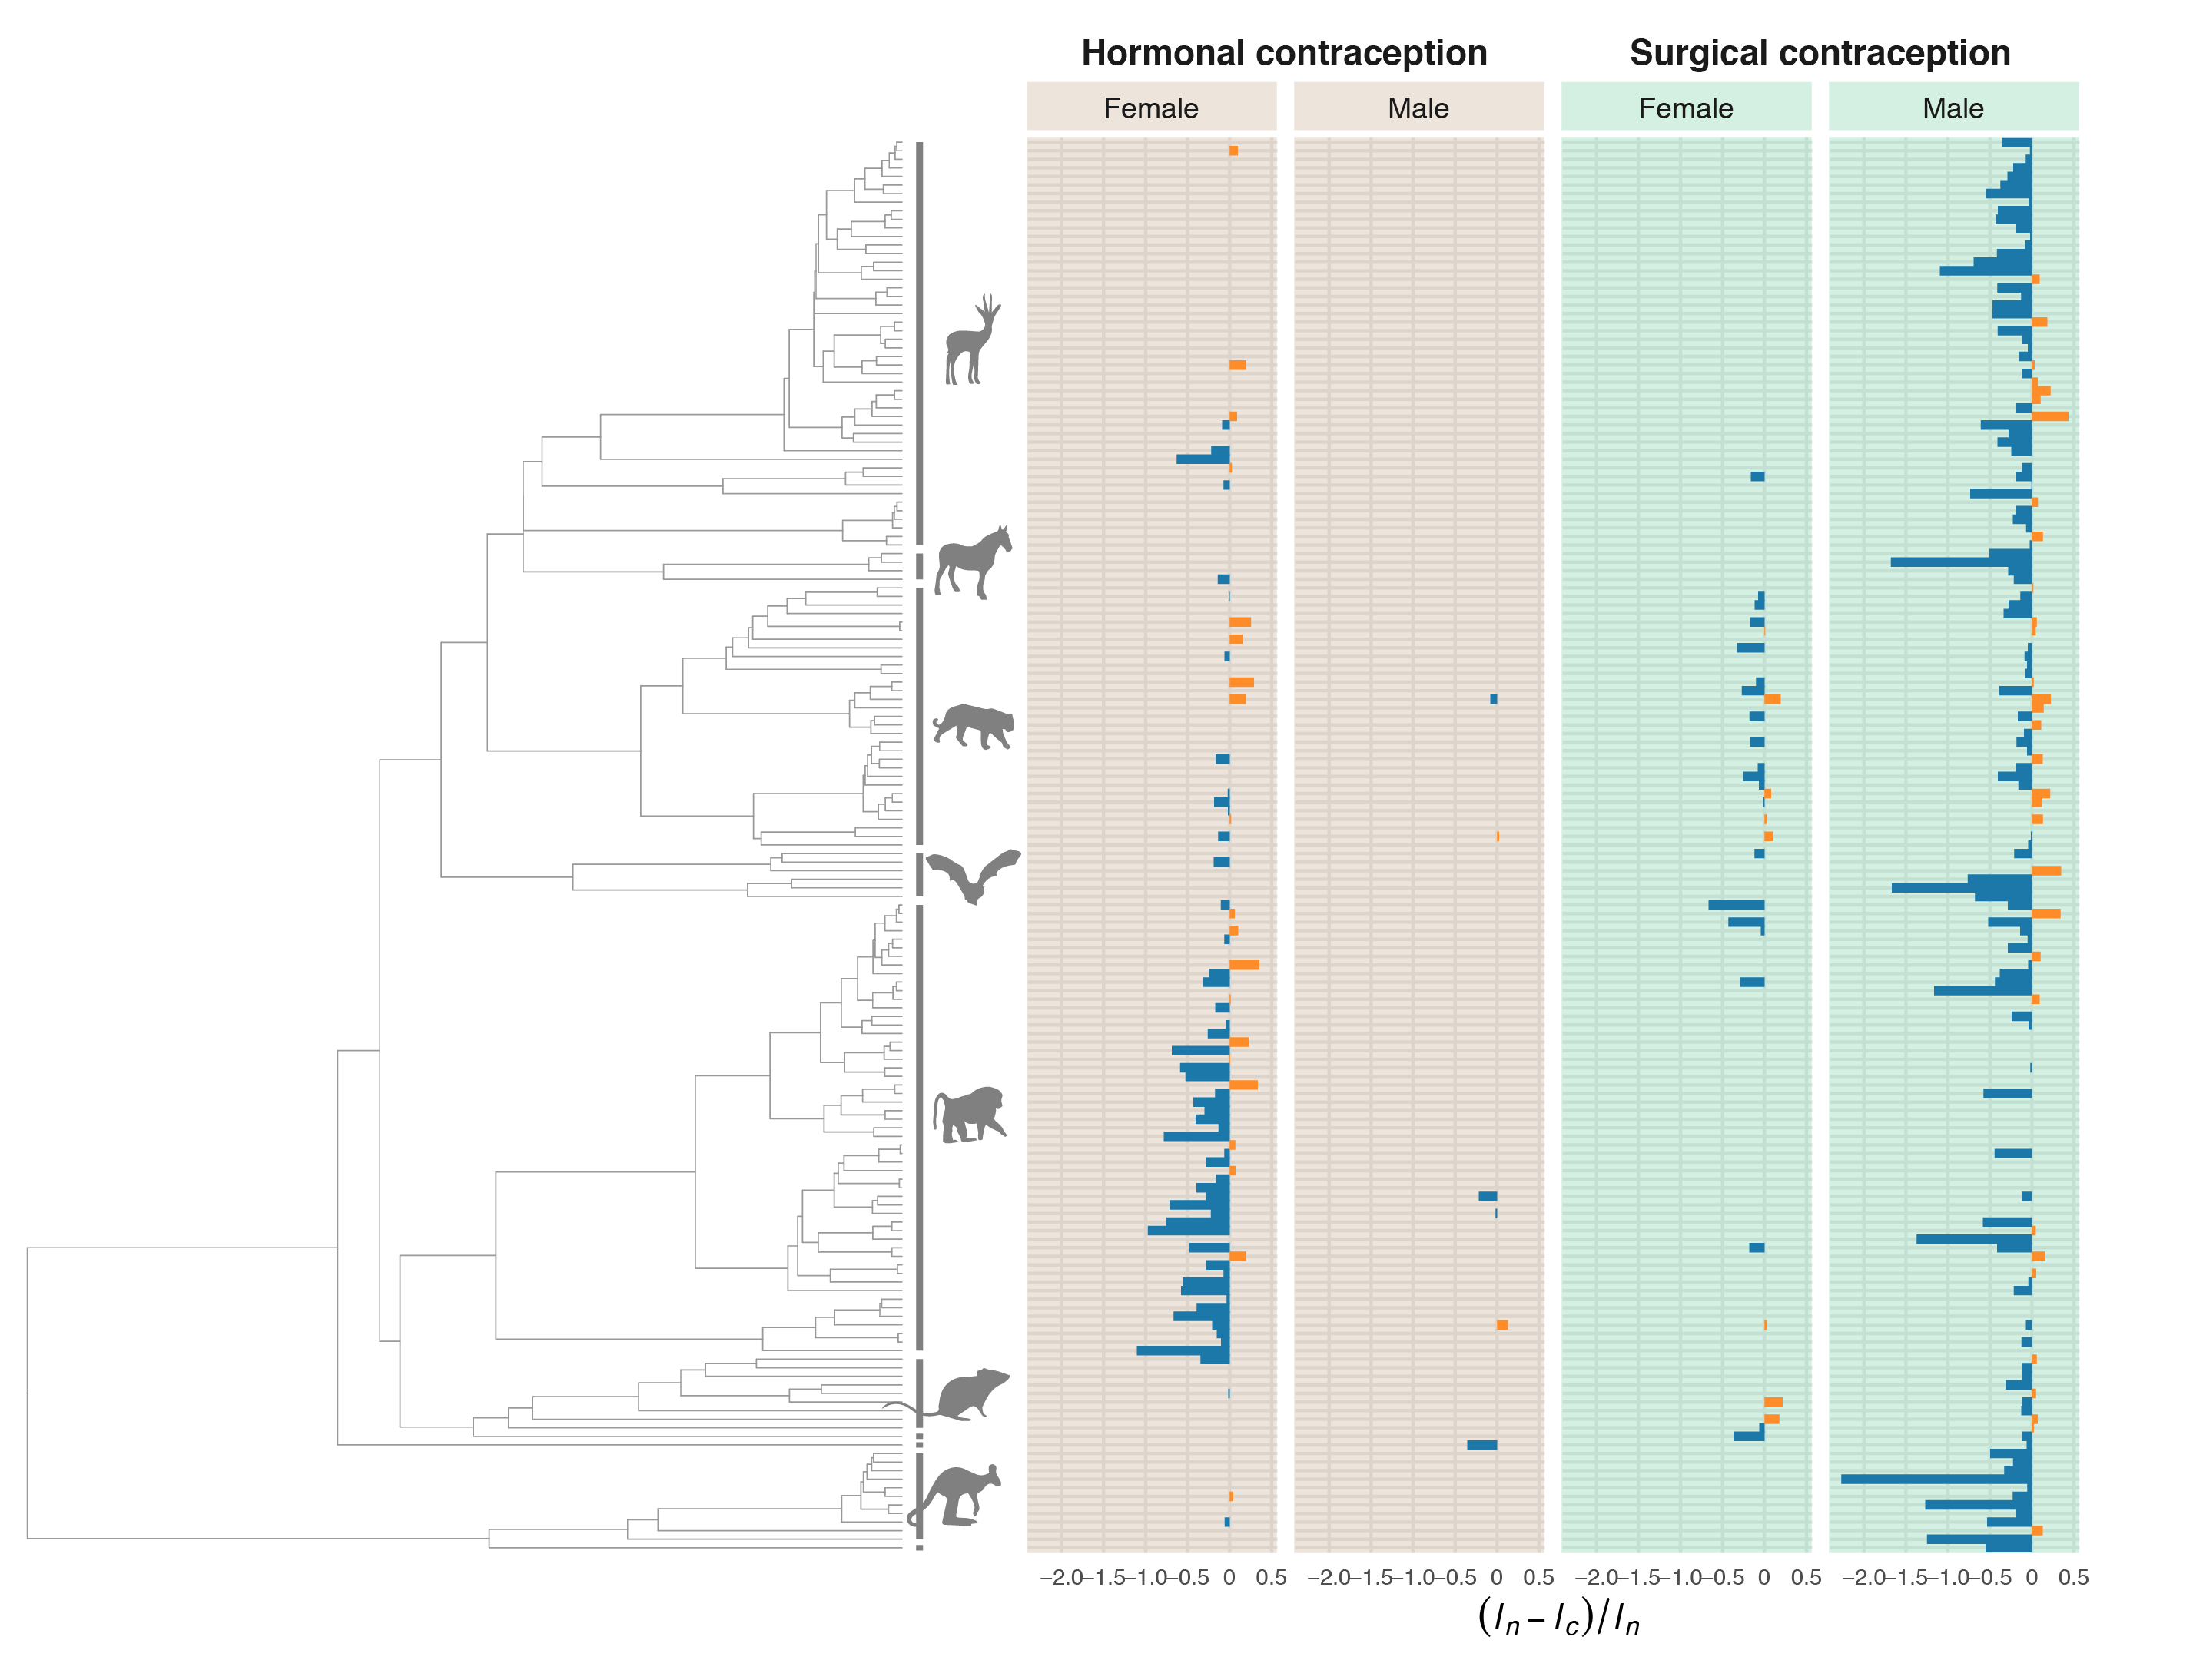 Hormonal contraception Surgical contraception
Female Male Female Male
–2.0 –1.5 –1.0 –0.5 0 0.5 –2.0 –1.5 –1.0 –0.5 0 0.5 –2.0 –1.5 –1.0 –0.5 0 0.5 –2.0 –1.5 –1.0 –0.5 0 0.5
(lₙ – l_c)/lₙ